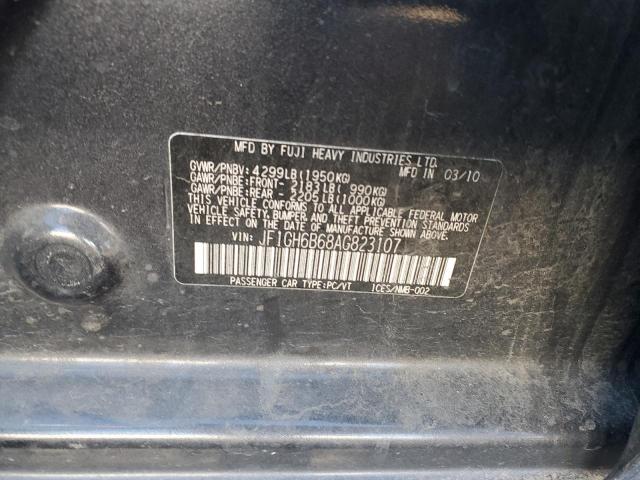 MFD BY FUJI HEAVY INDUSTRIES LTD.
GVWR/PNBV: 4299LB(1950KG) MFD IN 03/10
GAWR/PNBE:FRONT- 2183LB( 990KG)
GAWR/PNBE:REAR - 2205LB(1000KG)
THIS VEHICLE CONFORMS TO ALL APPLICABLE FEDERAL MOTOR
VEHICLE SAFETY, BUMPER, AND THEFT PREVENTION STANDARDS
IN EFFECT ON THE DATE OF MANUFACTURE SHOWN ABOVE.
VIN: JF1GH6B68AG823107
PASSENGER CAR TYPE:PC/VT ICES/NMB-002